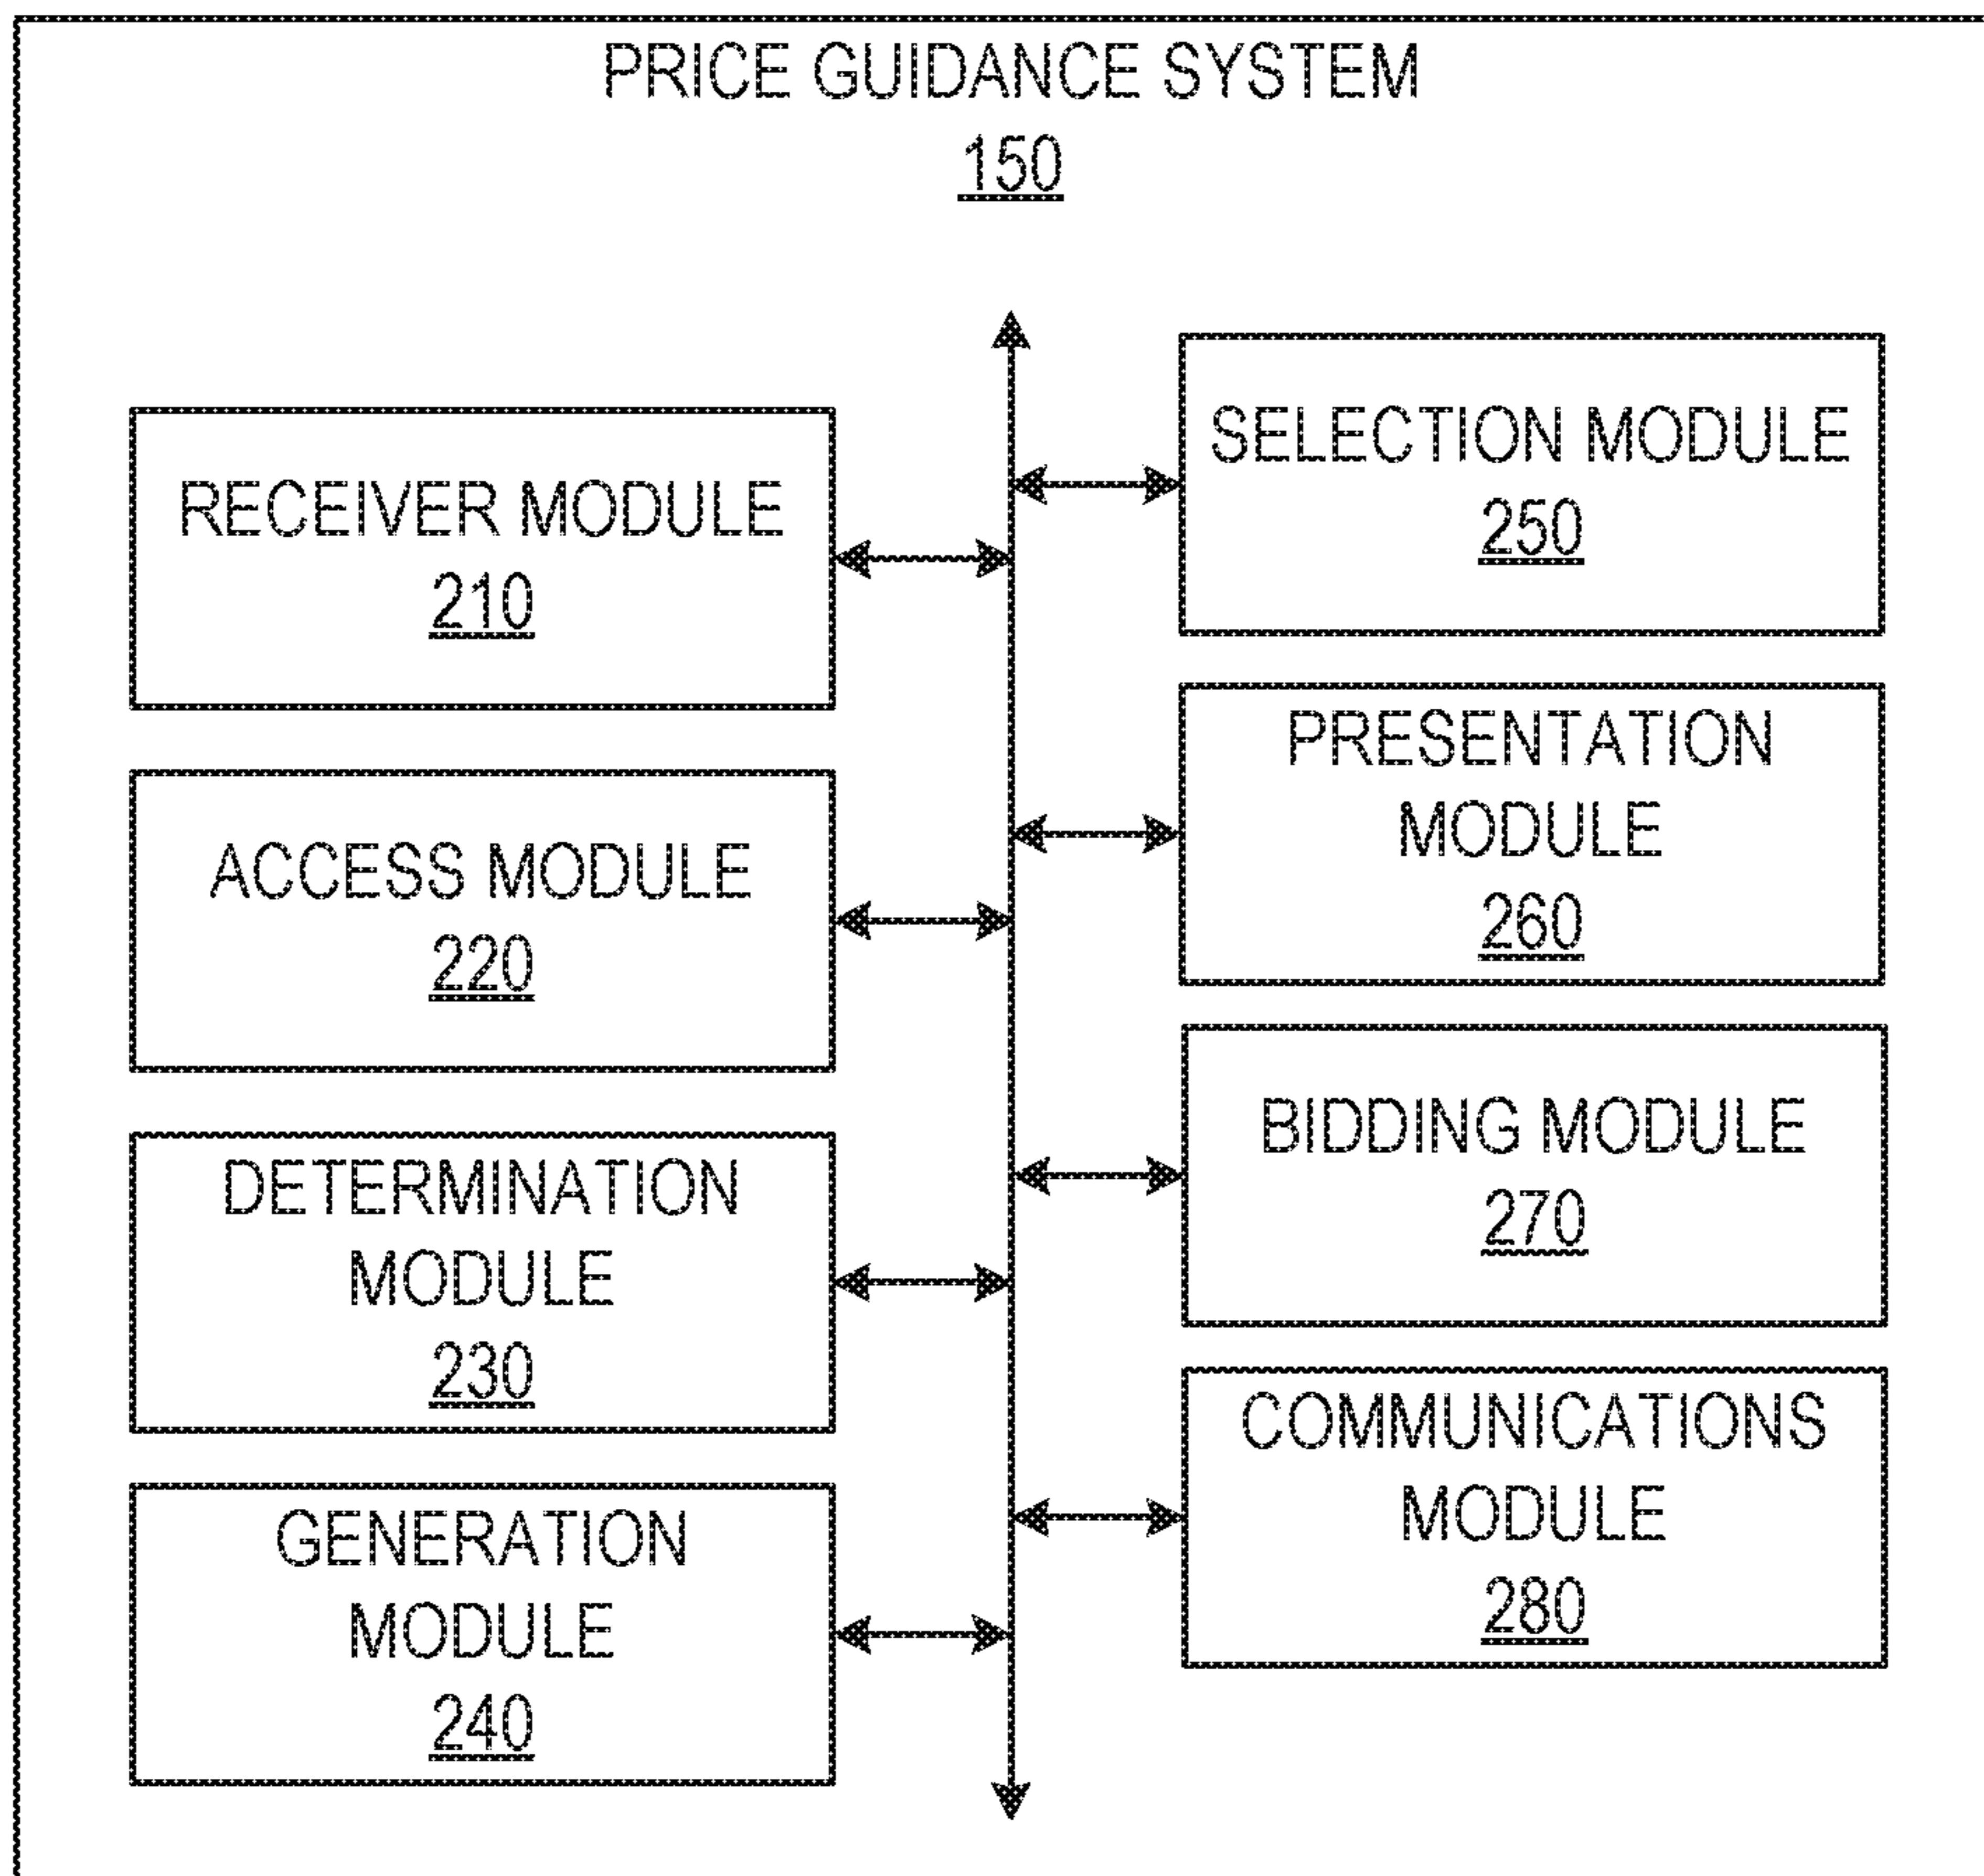 PRICE GUIDANCE SYSTEM
150
RECEIVER MODULE
210
ACCESS MODULE
220
DETERMINATION
MODULE
230
GENERATION
MODULE
240
SELECTION MODULE
250
PRESENTATION
MODULE
260
BIDDING MODULE
270
COMMUNICATIONS
MODULE
280